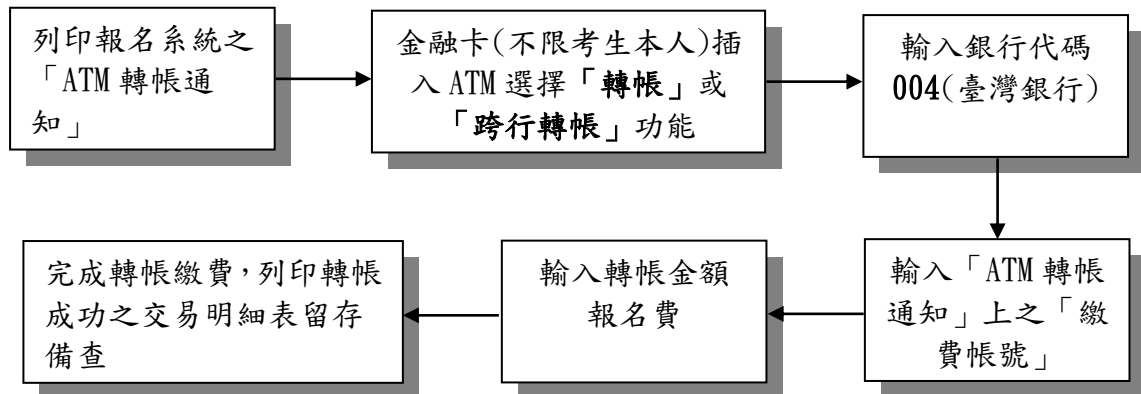 列印報名系統之
「ATM 轉帳通
知」
金融卡(不限考生本人)插
入 ATM 選擇「轉帳」或
「跨行轉帳」功能
輸入銀行代碼
004(臺灣銀行)
輸入「ATM 轉帳
通知」上之「繳
費帳號」
輸入轉帳金額
報名費
完成轉帳繳費，列印轉帳
成功之交易明細表留存
備查